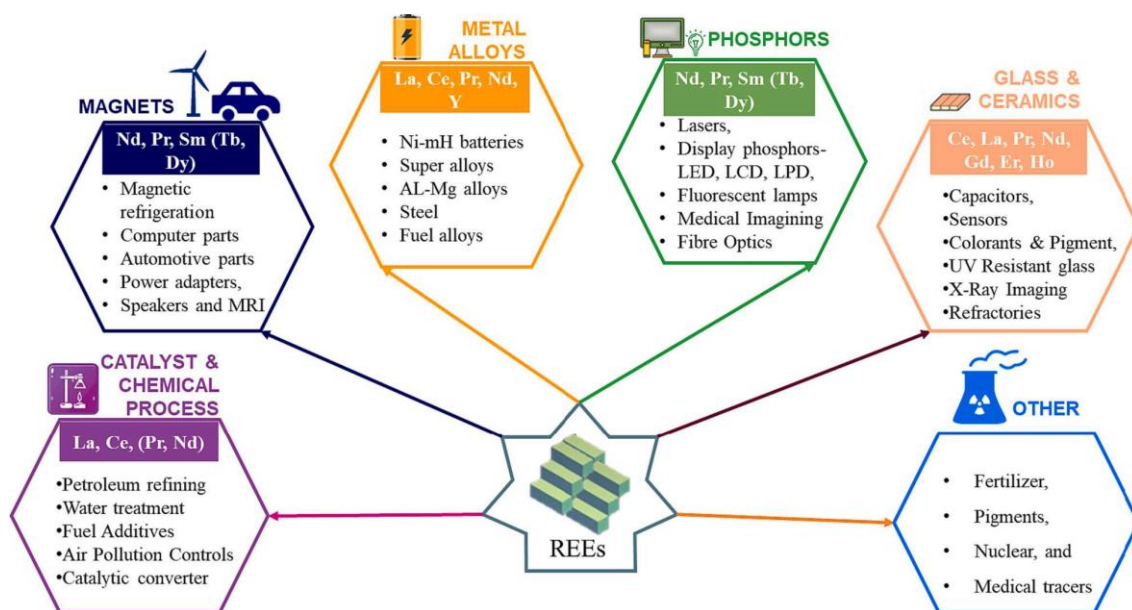 MAGNETS
Nd, Pr, Sm (Tb,
Dy)
• Magnetic
refrigeration
• Computer parts
• Automotive parts
• Power adapters,
• Speakers and MRI
METAL
ALLOYS
La, Ce, Pr, Nd,
Y
• Ni-mH batteries
• Super alloys
• AL-Mg alloys
• Steel
• Fuel alloys
PHOSPHORS
Nd, Pr, Sm (Tb,
Dy)
• Lasers,
• Display phosphors-
LED, LCD, LPD,
• Fluorescent lamps
• Medical Imagining
• Fibre Optics
GLASS &
CERAMICS
Ce, La, Pr, Nd,
Gd, Er, Ho
•Capacitors,
•Sensors
•Colorants & Pigment,
•UV Resistant glass
•X-Ray Imaging
•Refractories
CATALYST &
CHEMICAL
PROCESS
La, Ce, (Pr, Nd)
•Petroleum refining
•Water treatment
•Fuel Additives
•Air Pollution Controls
•Catalytic converter
REEs
OTHER
• Fertilizer,
• Pigments,
• Nuclear, and
• Medical tracers